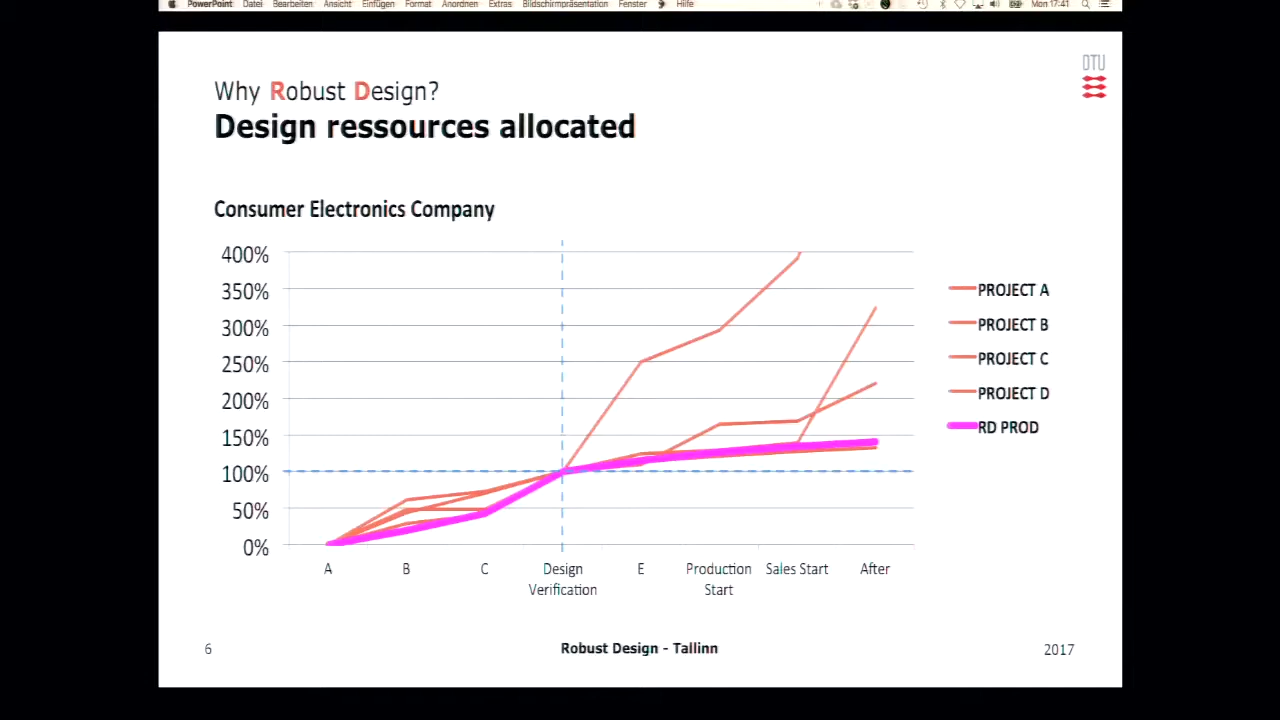 PowerPoint Datei Bearbeiten Ansicht Einfügen Format Anordnen Extras Bildschirmpräsentation Fenster Hilfe Mon 17:41
DTU
Why Robust Design?
Design ressources allocated
Consumer Electronics Company
400%
350%
300%
250%
200%
150%
100%
50%
0%
A B C Design Verification E Production Start Sales Start After
PROJECT A
PROJECT B
PROJECT C
PROJECT D
RD PROD
6 Robust Design - Tallinn 2017